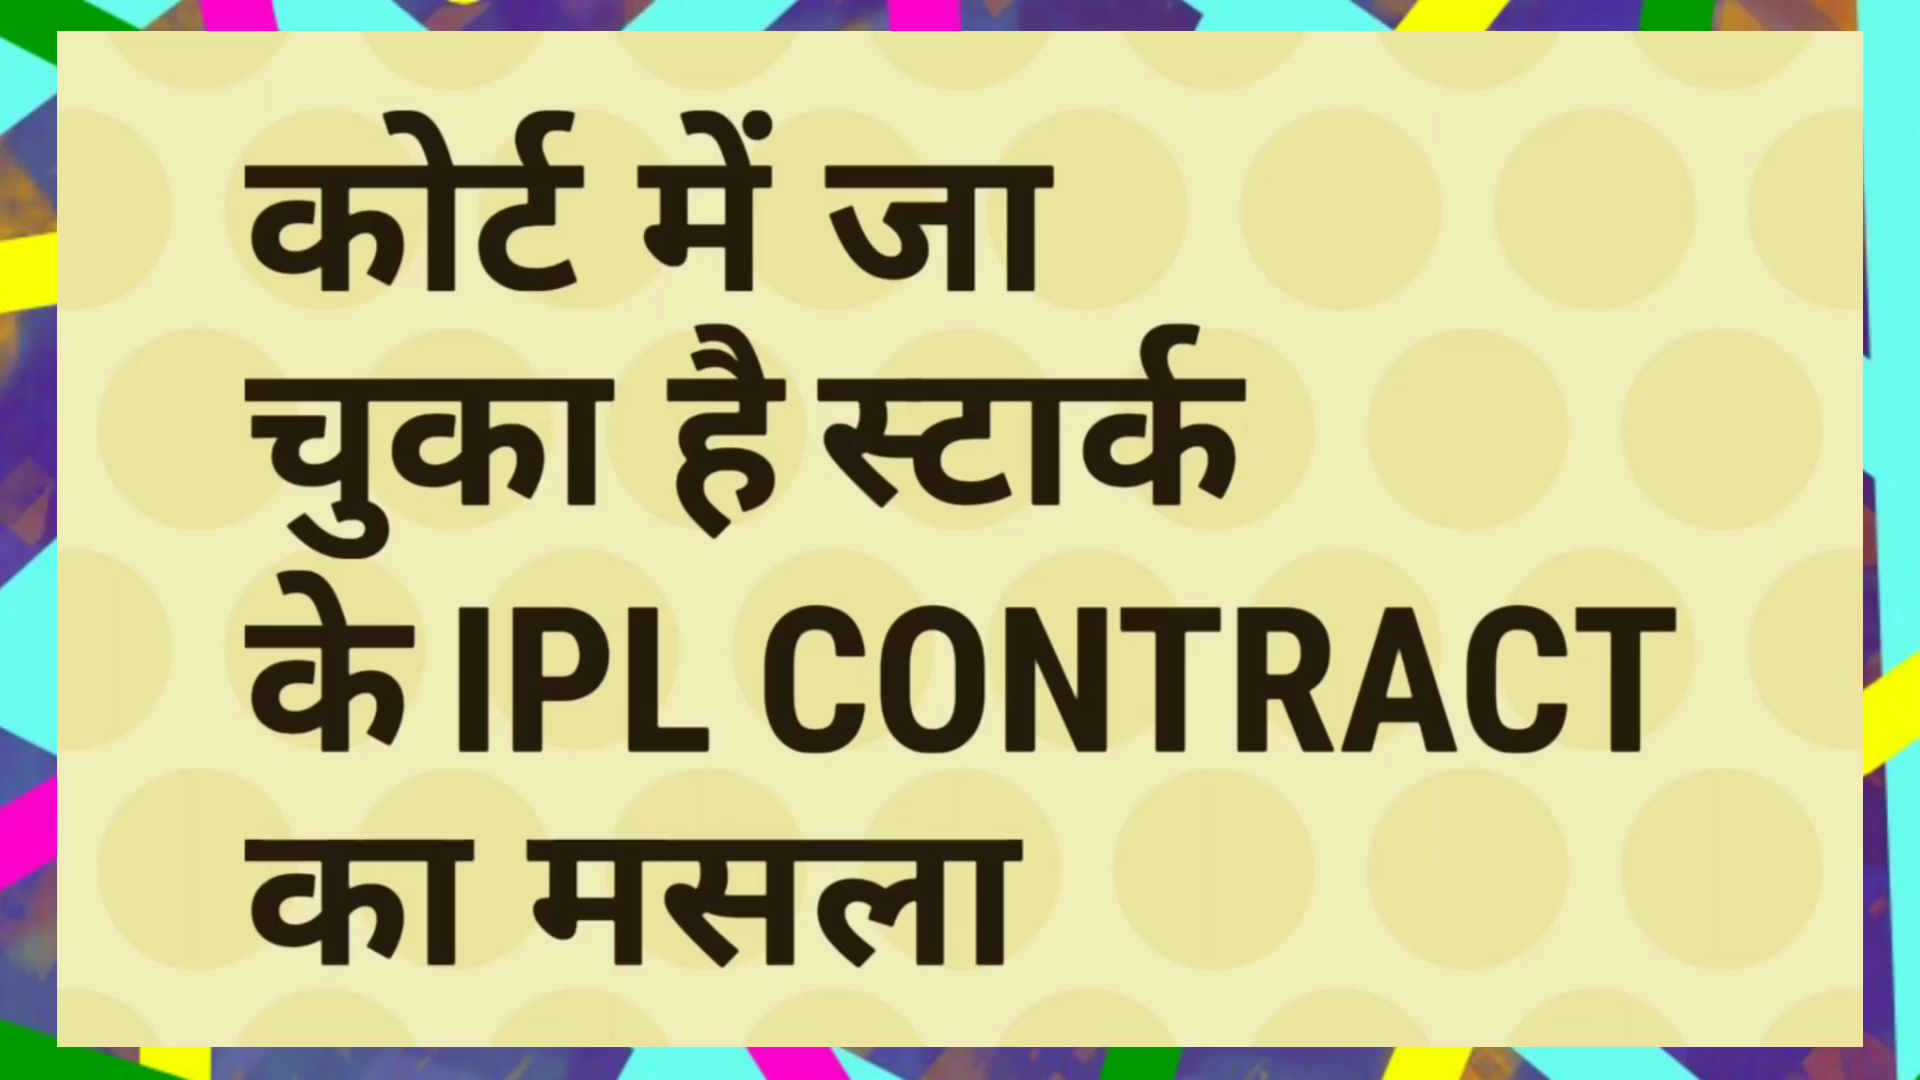 कोर्ट में जा
चुका है स्टार्क
के IPL CONTRACT
का मसला